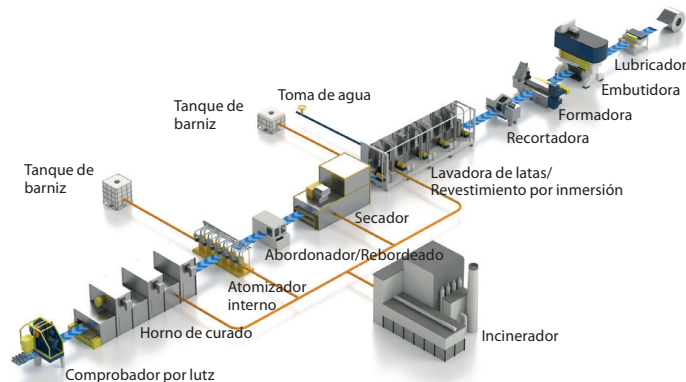 Lubricador
Embutidora
Formadora
Recortadora
Toma de agua
Tanque de
barniz
Lavadora de latas/
Revestimiento por inmersión
Tanque de
barniz
Secador
Abordonador/Rebordeado
Atomizador
interno
Horno de curado
Incinerador
Comprobador por lutz